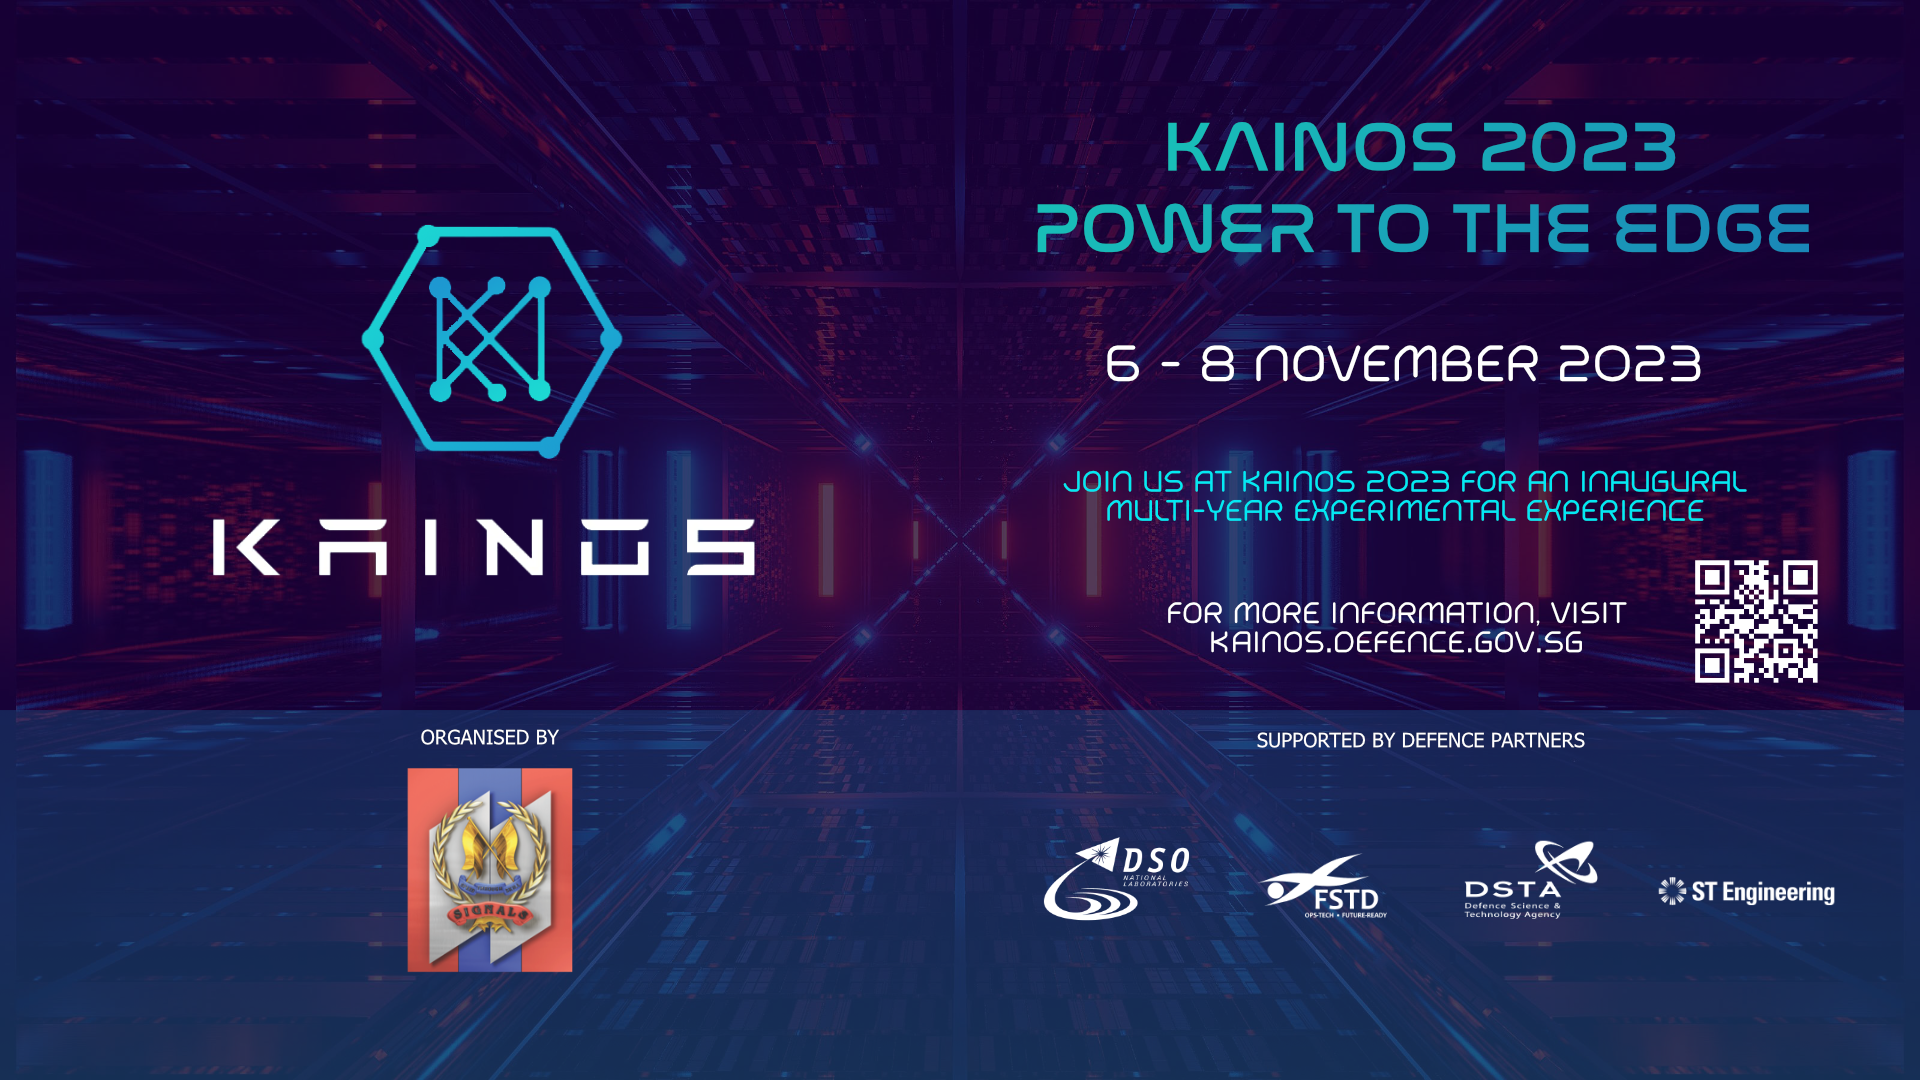 KAINOS
KAINOS 2023
POWER TO THE EDGE
6 - 8 NOVEMBER 2023
JOIN US AT KAINOS 2023 FOR AN INAUGURAL
MULTI-YEAR EXPERIMENTAL EXPERIENCE
FOR MORE INFORMATION, VISIT
KAINOS.DEFENCE.GOV.SG
ORGANISED BY
SIGNALS
SUPPORTED BY DEFENCE PARTNERS
DSO
NATIONAL
LABORATORIES
FSTD
OPS-TECH • FUTURE-READY
DSTA
Defence Science &
Technology Agency
ST Engineering